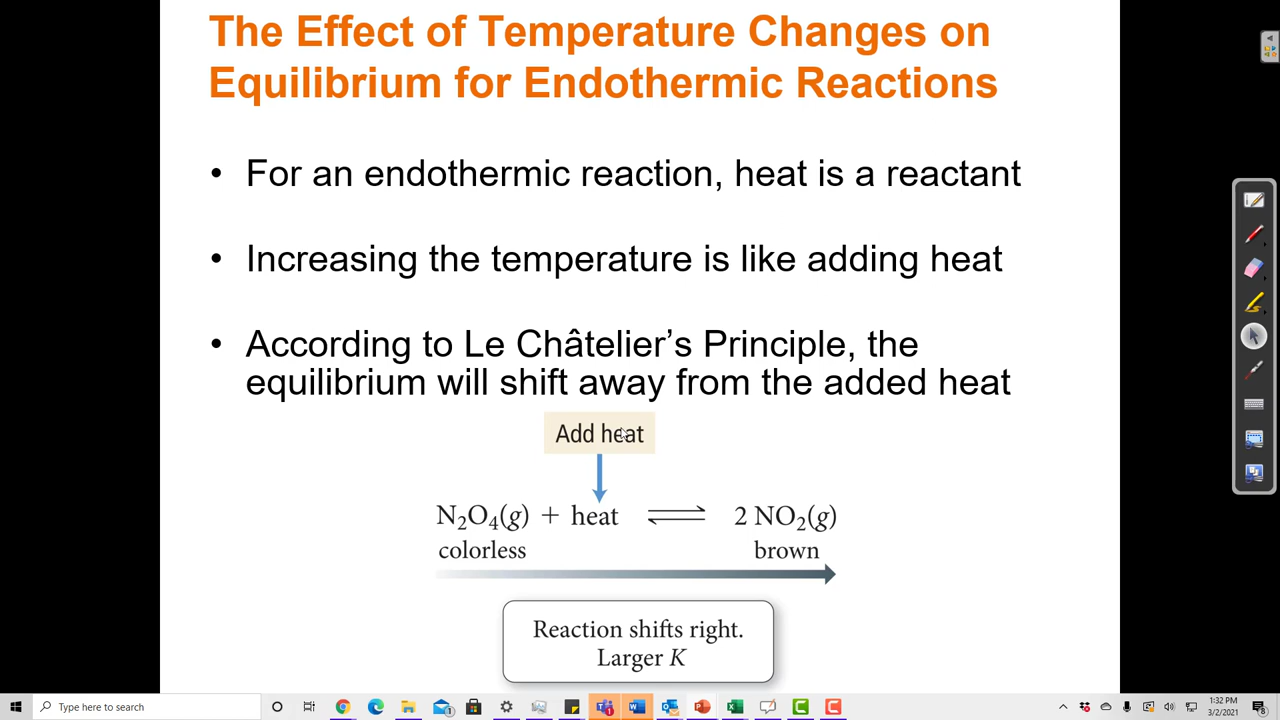 The Effect of Temperature Changes on
Equilibrium for Endothermic Reactions
• For an endothermic reaction, heat is a reactant
• Increasing the temperature is like adding heat
• According to Le Châtelier’s Principle, the
equilibrium will shift away from the added heat
Add heat
N₂O₄(g) + heat ⇌ 2 NO₂(g)
colorless brown
Reaction shifts right.
Larger K
Type here to search
1:32 PM
3/2/2021